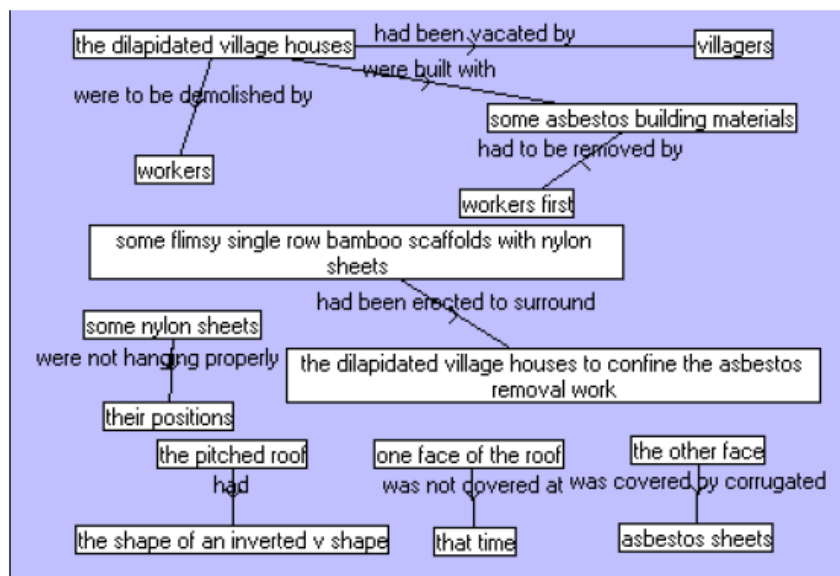 the dilapidated village houses had been vacated by villagers
were built with
were to be demolished by
some asbestos building materials
had to be removed by
workers
workers first
some flimsy single row bamboo scaffolds with nylon
sheets
had been erected to surround
some nylon sheets
were not hanging properly
the dilapidated village houses to confine the asbestos
removal work
their positions
the pitched roof one face of the roof the other face
had was not covered at was covered by corrugated
the shape of an inverted v shape that time asbestos sheets